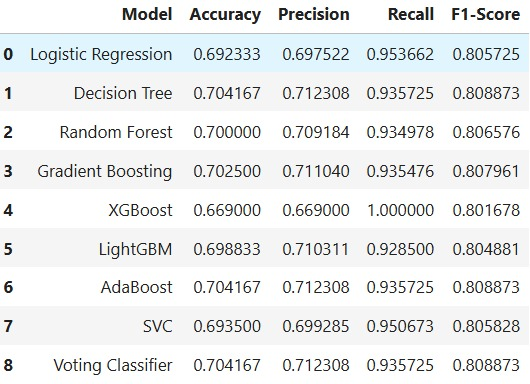 Model Accuracy Precision Recall F1-Score
0 Logistic Regression 0.692333 0.697522 0.953662 0.805725
1 Decision Tree 0.704167 0.712308 0.935725 0.808873
2 Random Forest 0.700000 0.709184 0.934978 0.806576
3 Gradient Boosting 0.702500 0.711040 0.935476 0.807961
4 XGBoost 0.669000 0.669000 1.000000 0.801678
5 LightGBM 0.698833 0.710311 0.928500 0.804881
6 AdaBoost 0.704167 0.712308 0.935725 0.808873
7 SVC 0.693500 0.699285 0.950673 0.805828
8 Voting Classifier 0.704167 0.712308 0.935725 0.808873